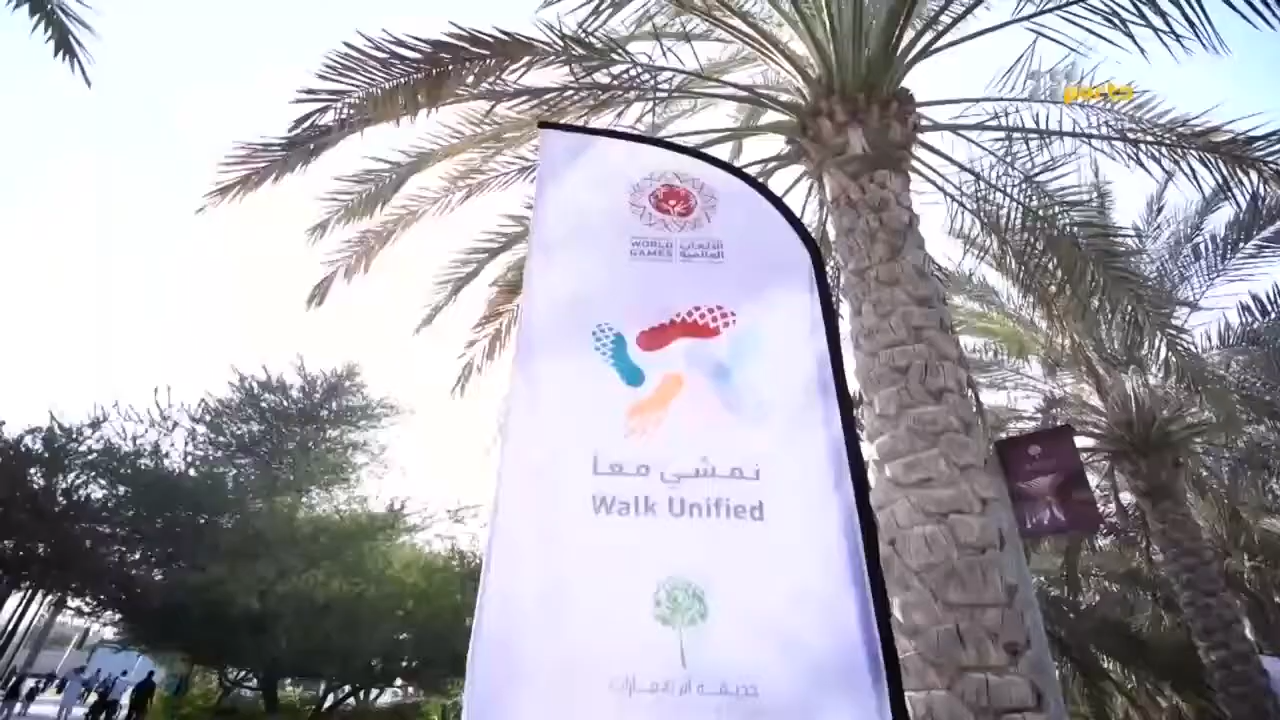 WORLD
GAMES
الألعاب
العالمية
نمشي معاً
Walk Unified
حديقة أم الإمارات